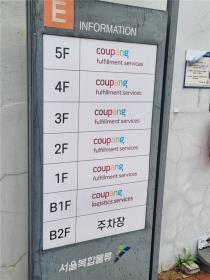 E
INFORMATION
5F coupang
fulfillment services
4F coupang
fulfillment services
3F coupang
fulfillment services
2F coupang
fulfillment services
1F coupang
fulfillment services
B1F coupang
logistics services
B2F 주차장
서울복합물류